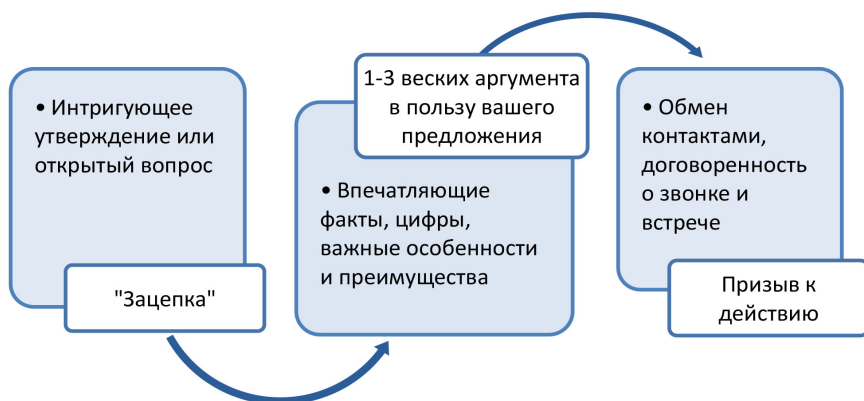 • Интригующее
утверждение или
открытый вопрос
"Зацепка"
1-3 веских аргумента
в пользу вашего
предложения
• Впечатляющие
факты, цифры,
важные особенности
и преимущества
• Обмен
контактами,
договоренность
о звонке и
встрече
Призыв к
действию